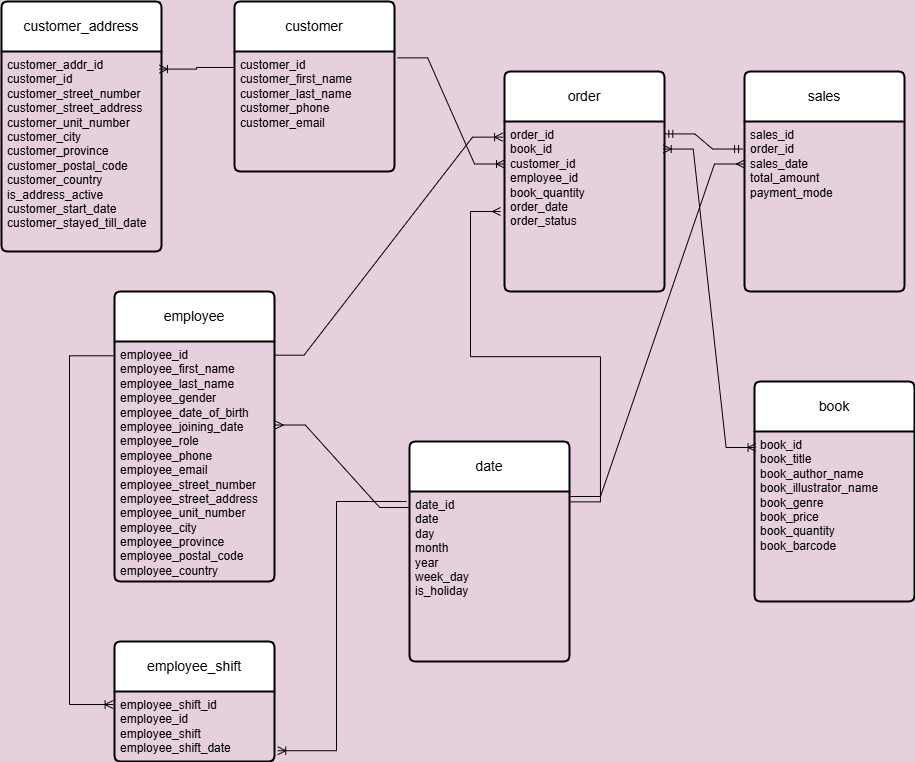 customer_address
customer_addr_id
customer_id
customer_street_number
customer_street_address
customer_unit_number
customer_city
customer_province
customer_postal_code
customer_country
is_address_active
customer_start_date
customer_stayed_till_date
customer
customer_id
customer_first_name
customer_last_name
customer_phone
customer_email
order
order_id
book_id
customer_id
employee_id
book_quantity
order_date
order_status
sales
sales_id
order_id
sales_date
total_amount
payment_mode
employee
employee_id
employee_first_name
employee_last_name
employee_gender
employee_date_of_birth
employee_joining_date
employee_role
employee_phone
employee_email
employee_street_number
employee_street_address
employee_unit_number
employee_city
employee_province
employee_postal_code
employee_country
date
date_id
date
day
month
year
week_day
is_holiday
book
book_id
book_title
book_author_name
book_illustrator_name
book_genre
book_price
book_quantity
book_barcode
employee_shift
employee_shift_id
employee_id
employee_shift
employee_shift_date